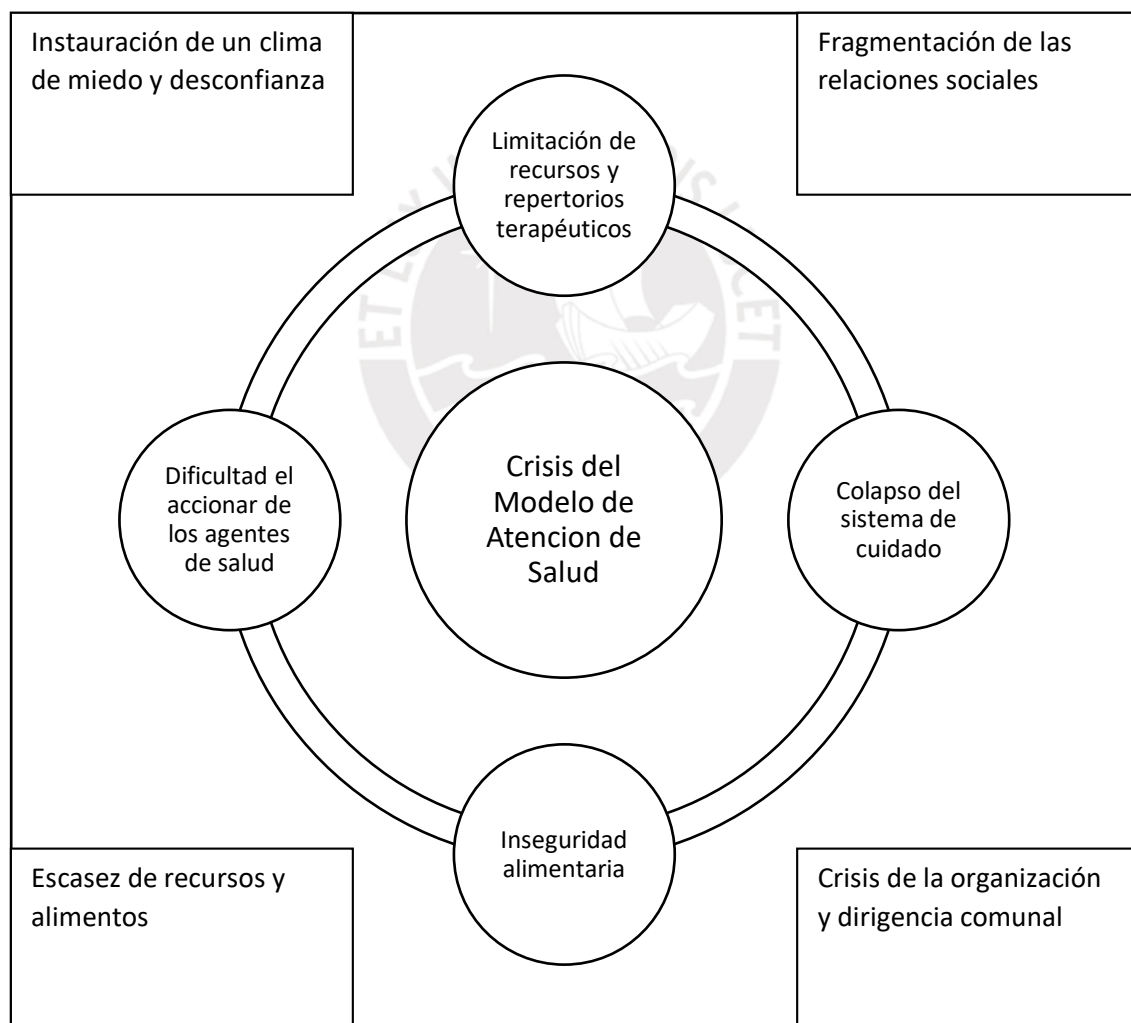 Instauración de un clima
de miedo y desconfianza
Fragmentación de las
relaciones sociales
Limitación de
recursos y
repertorios
terapéuticos
Dificultad el
accionar de
los agentes
de salud
Crisis del
Modelo de
Atencion de
Salud
Colapso del
sistema de
cuidado
Inseguridad
alimentaria
Escasez de recursos y
alimentos
Crisis de la organización
y dirigencia comunal